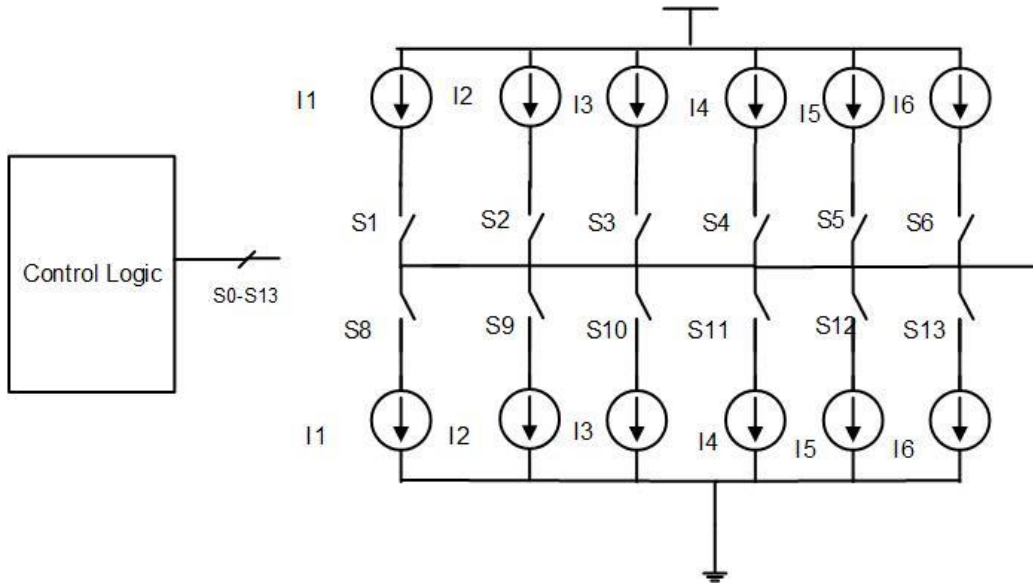 I1
I2
I3
I4
I5
I6
S1
S2
S3
S4
S5
S6
Control Logic
S0-S13
S8
S9
S10
S11
S12
S13
I1
I2
I3
I4
I5
I6